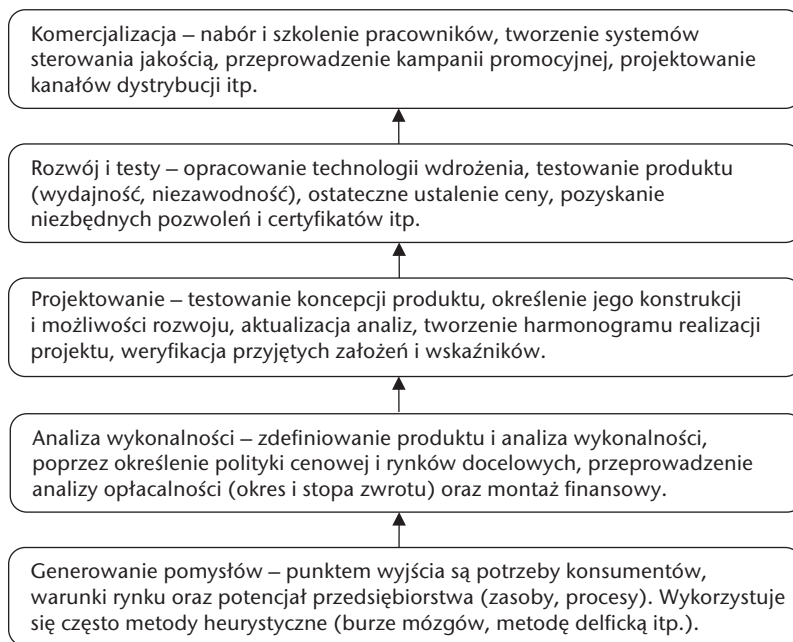 Komercjalizacja – nabór i szkolenie pracowników, tworzenie systemów
sterowania jakością, przeprowadzenie kampanii promocyjnej, projektowanie
kanałów dystrybucji itp.
Rozwój i testy – opracowanie technologii wdrożenia, testowanie produktu
(wydajność, niezawodność), ostateczne ustalenie ceny, pozyskanie
niezbędnych pozwoleń i certyfikatów itp.
Projektowanie – testowanie koncepcji produktu, określenie jego konstrukcji
i możliwości rozwoju, aktualizacja analiz, tworzenie harmonogramu realizacji
projektu, weryfikacja przyjętych założeń i wskaźników.
Analiza wykonalności – zdefiniowanie produktu i analiza wykonalności,
poprzez określenie polityki cenowej i rynków docelowych, przeprowadzenie
analizy opłacalności (okres i stopa zwrotu) oraz montaż finansowy.
Generowanie pomysłów – punktem wyjścia są potrzeby konsumentów,
warunki rynku oraz potencjał przedsiębiorstwa (zasoby, procesy). Wykorzystuje
się często metody heurystyczne (burze mózgów, metodę delficką itp.).